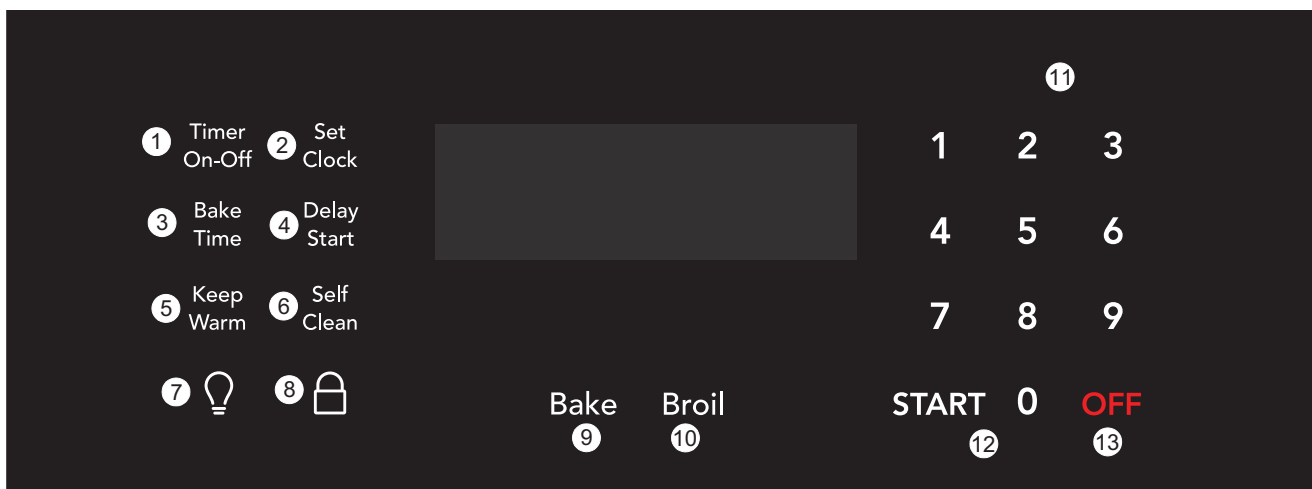 11
1 Timer
On-Off
2 Set
Clock
1 2 3
3 Bake
Time
4 Delay
Start
4 5 6
5 Keep
Warm
6 Self
Clean
7 8 9
7
8
Bake
9
Broil
10
START 0 OFF
12
13